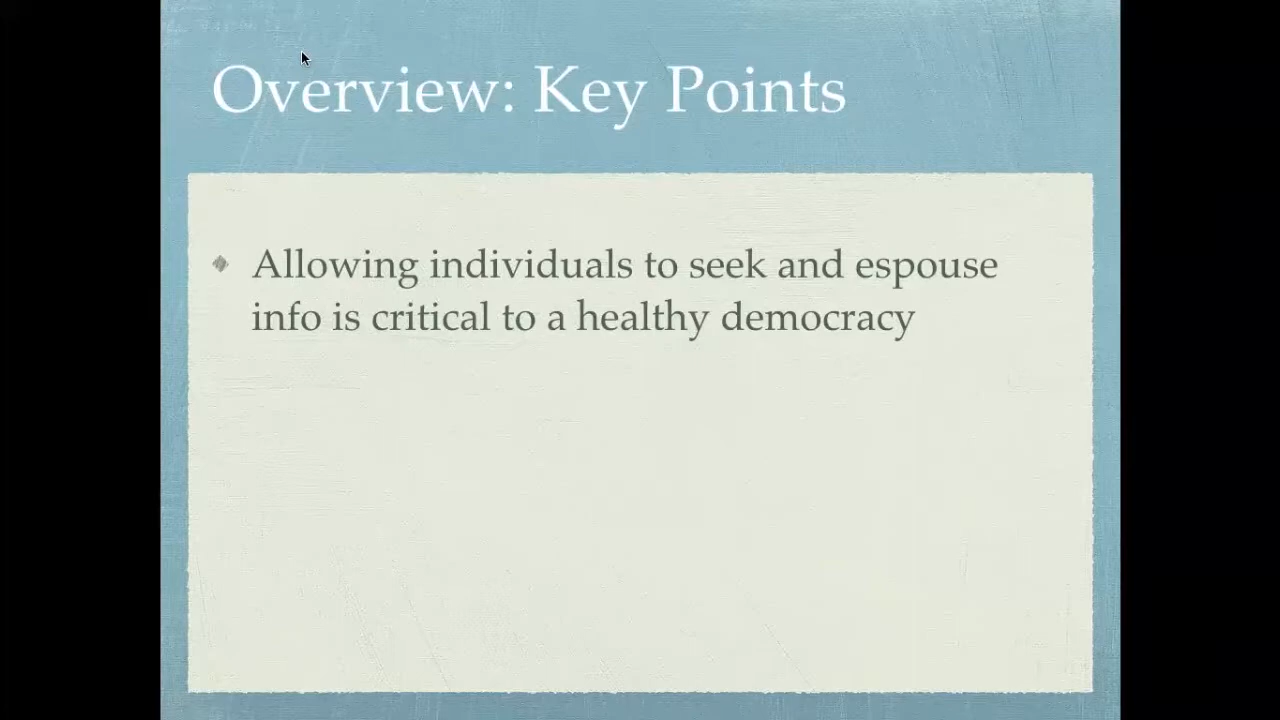 Overview: Key Points
Allowing individuals to seek and espouse
info is critical to a healthy democracy